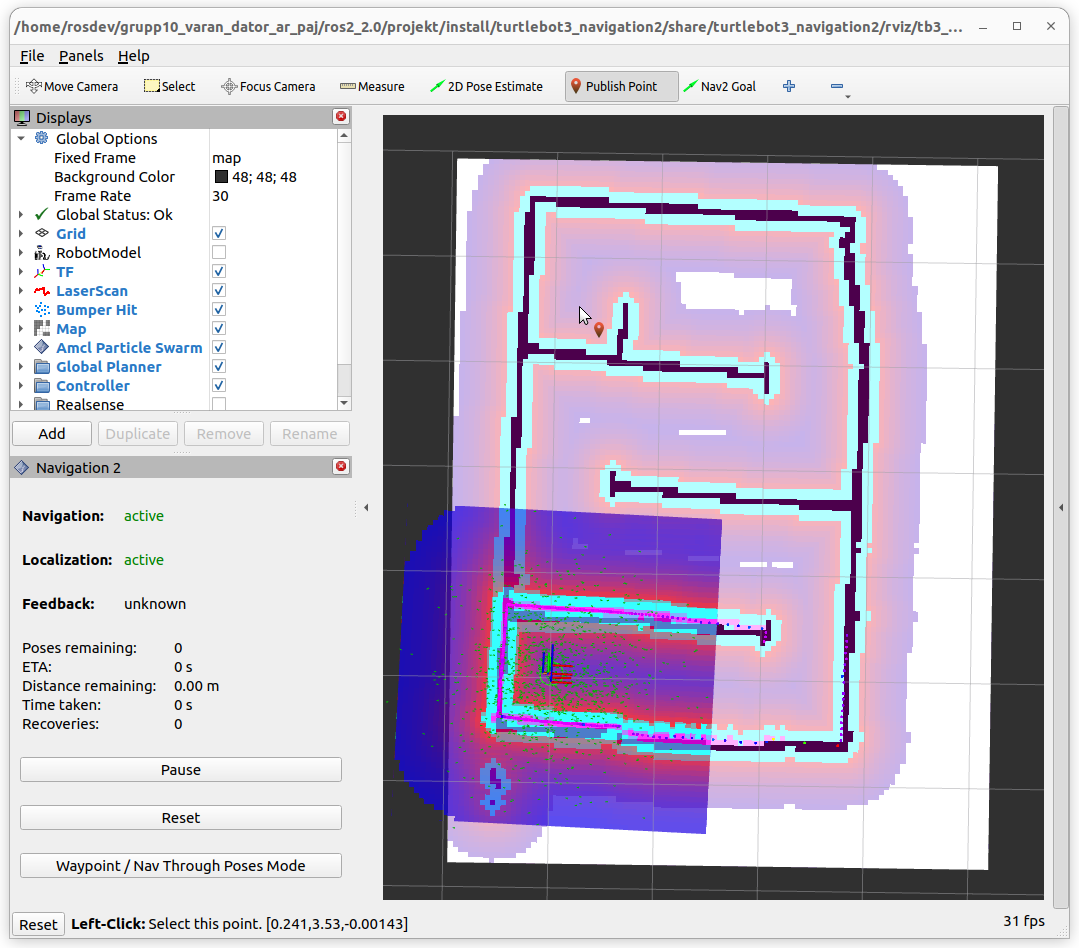 /home/rosdev/grupp10_varan_dator_ar_paj/ros2_2.0/projekt/install/turtlebot3_navigation2/share/turtlebot3_navigation2/rviz/tb3_...
File Panels Help
Move Camera Select Focus Camera Measure 2D Pose Estimate Publish Point Nav2 Goal
Displays
Global Options
Fixed Frame map
Background Color 48; 48; 48
Frame Rate 30
Global Status: Ok
Grid
RobotModel
TF
LaserScan
Bumper Hit
Map
Amcl Particle Swarm
Global Planner
Controller
Realsense
Add Duplicate Remove Rename
Navigation 2
Navigation: active
Localization: active
Feedback: unknown
Poses remaining: 0
ETA: 0 s
Distance remaining: 0.00 m
Time taken: 0 s
Recoveries: 0
Pause
Reset
Waypoint / Nav Through Poses Mode
Reset Left-Click: Select this point. [0.241,3.53,-0.00143] 31 fps